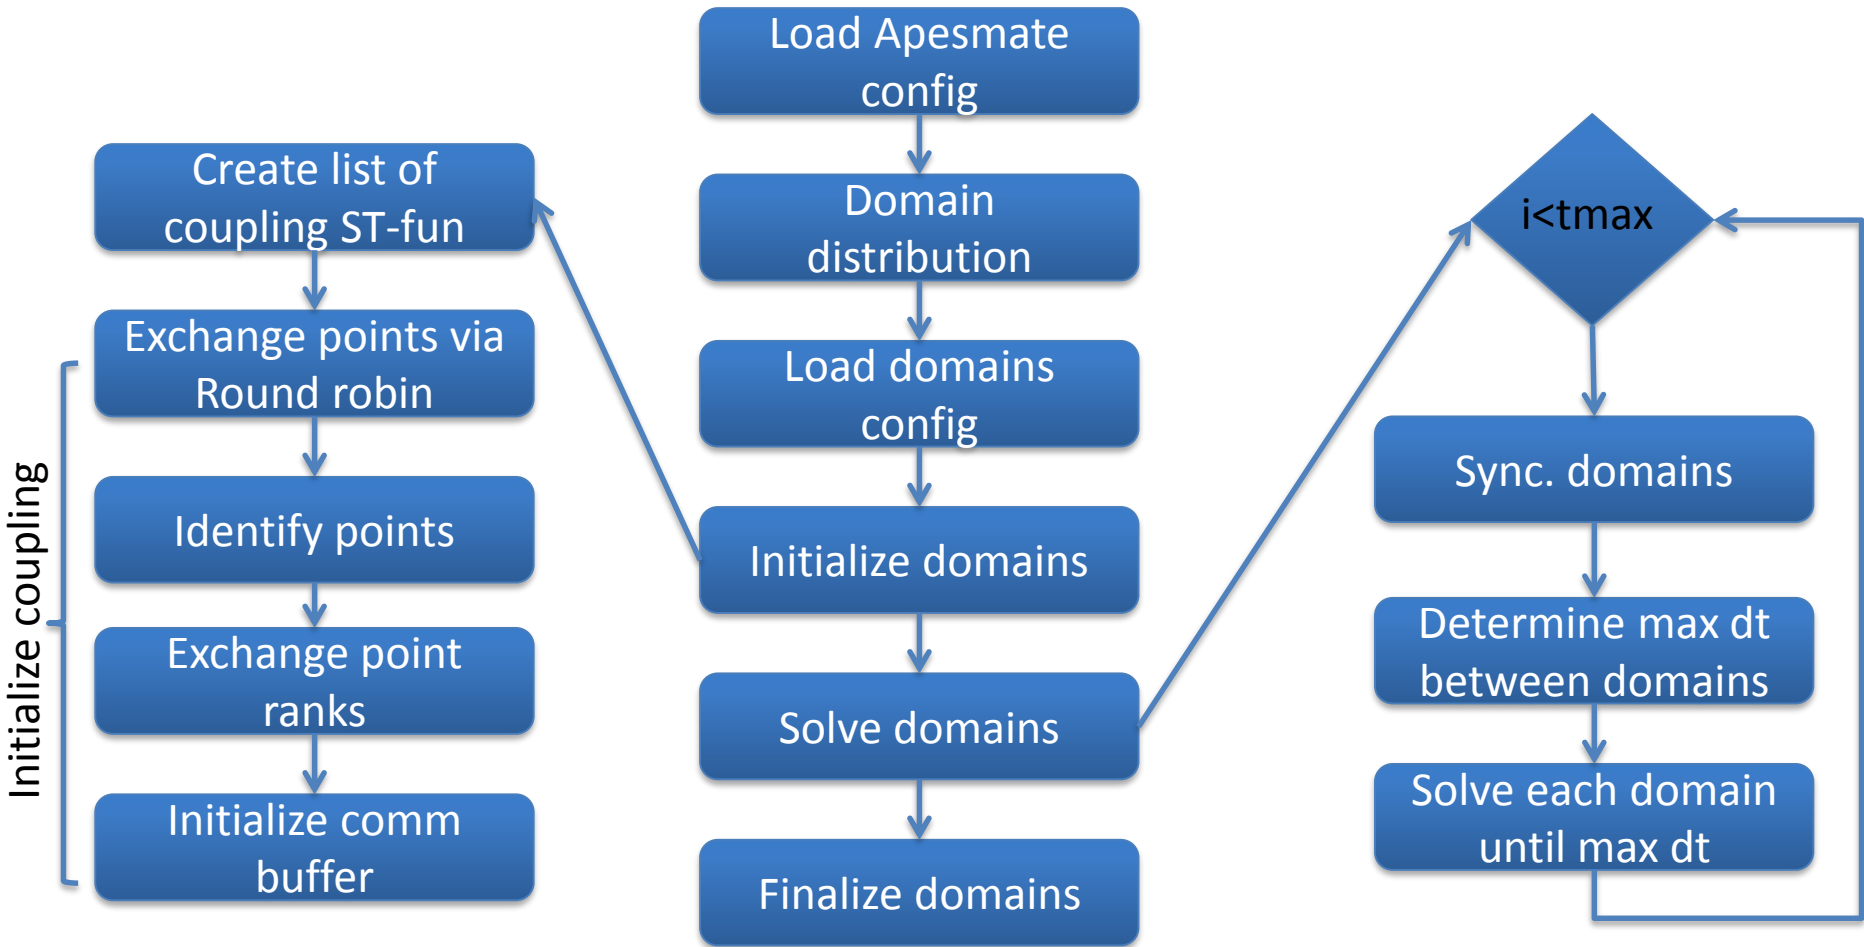 Load Apesmate
config
Domain
distribution
Load domains
config
Initialize domains
Solve domains
Finalize domains
Create list of
coupling ST-fun
Exchange points via
Round robin
Identify points
Exchange point
ranks
Initialize comm
buffer
Initialize coupling
i<tmax
Sync. domains
Determine max dt
between domains
Solve each domain
until max dt